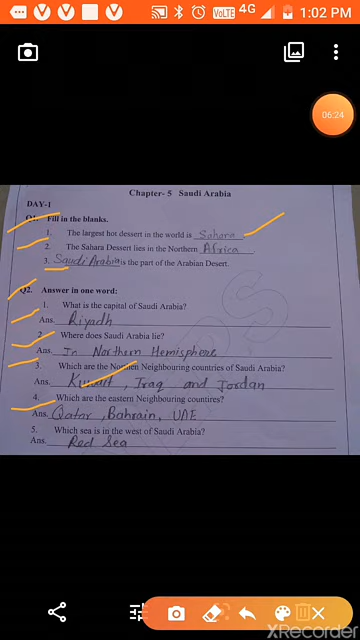 VoLTE 4G 1:02 PM
06:24
Chapter- 5 Saudi Arabia
DAY-1
Q1. Fill in the blanks.
1. The largest hot dessert in the world is Sahara
2. The Sahara Dessert lies in the Northern Africa
3. Saudi Arabia is the part of the Arabian Desert.
Q2. Answer in one word:
1. What is the capital of Saudi Arabia?
Ans. Riyadh
2. Where does Saudi Arabia lie?
Ans. In Northern Hemisphere
3. Which are the Northen Neighbouring countries of Saudi Arabia?
Ans. Kuwait, Iraq and Jordan
4. Which are the eastern Neighbouring countires?
Ans. Qatar, Bahrain, UAE
5. Which sea is in the west of Saudi Arabia?
Ans. Red Sea
XRecorder